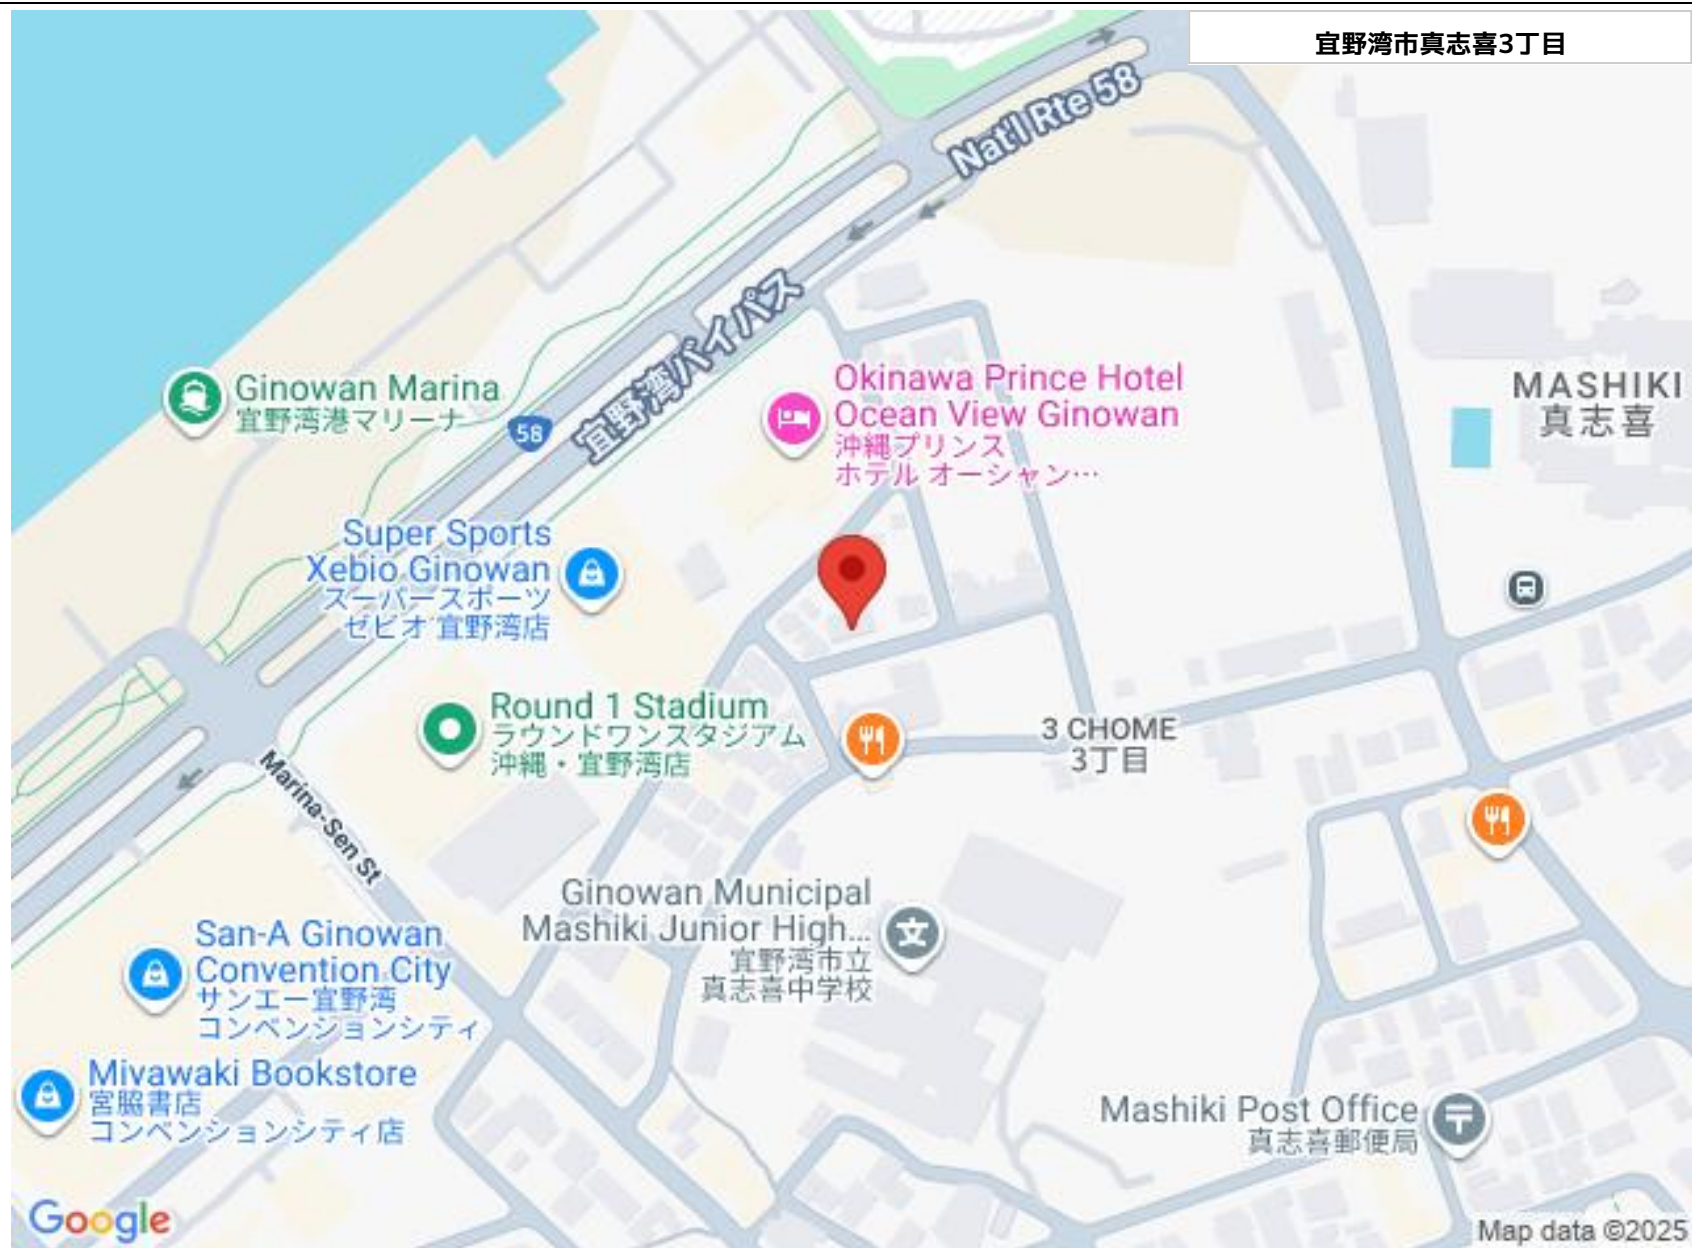 宜野湾市真志喜3丁目
Nat'l Rte 58
宜野湾バイパス
58
Okinawa Prince Hotel
Ocean View Ginowan
沖縄プリンス
ホテル オーシャン…
MASHIKI
真志喜
Ginowan Marina
宜野湾港マリーナ
Super Sports
Xebio Ginowan
スーパースポーツ
ゼビオ 宜野湾店
Round 1 Stadium
ラウンドワンスタジアム
沖縄・宜野湾店
3 CHOME
3丁目
Marina-Sen St
Ginowan Municipal
Mashiki Junior High...
宜野湾市立
真志喜中学校
文
San-A Ginowan
Convention City
サンエー宜野湾
コンベンションシティ
Miyawaki Bookstore
宮脇書店
コンベンションシティ店
Mashiki Post Office
真志喜郵便局
〒
Google
Map data ©2025